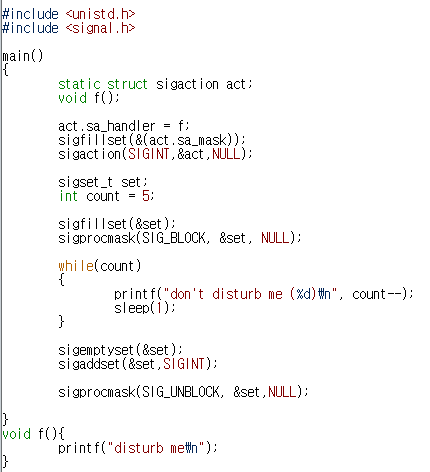 #include <unistd.h>
#include <signal.h>
main()
{
static struct sigaction act;
void f();
act.sa_handler = f;
sigfillset(&(act.sa_mask));
sigaction(SIGINT,&act,NULL);
sigset_t set;
int count = 5;
sigfillset(&set);
sigprocmask(SIG_BLOCK, &set, NULL);
while(count)
{
printf("don't disturb me (%d)₩n", count--);
sleep(1);
}
sigemptyset(&set);
sigaddset(&set,SIGINT);
sigprocmask(SIG_UNBLOCK, &set,NULL);
}
void f(){
printf("disturb me₩n");
}